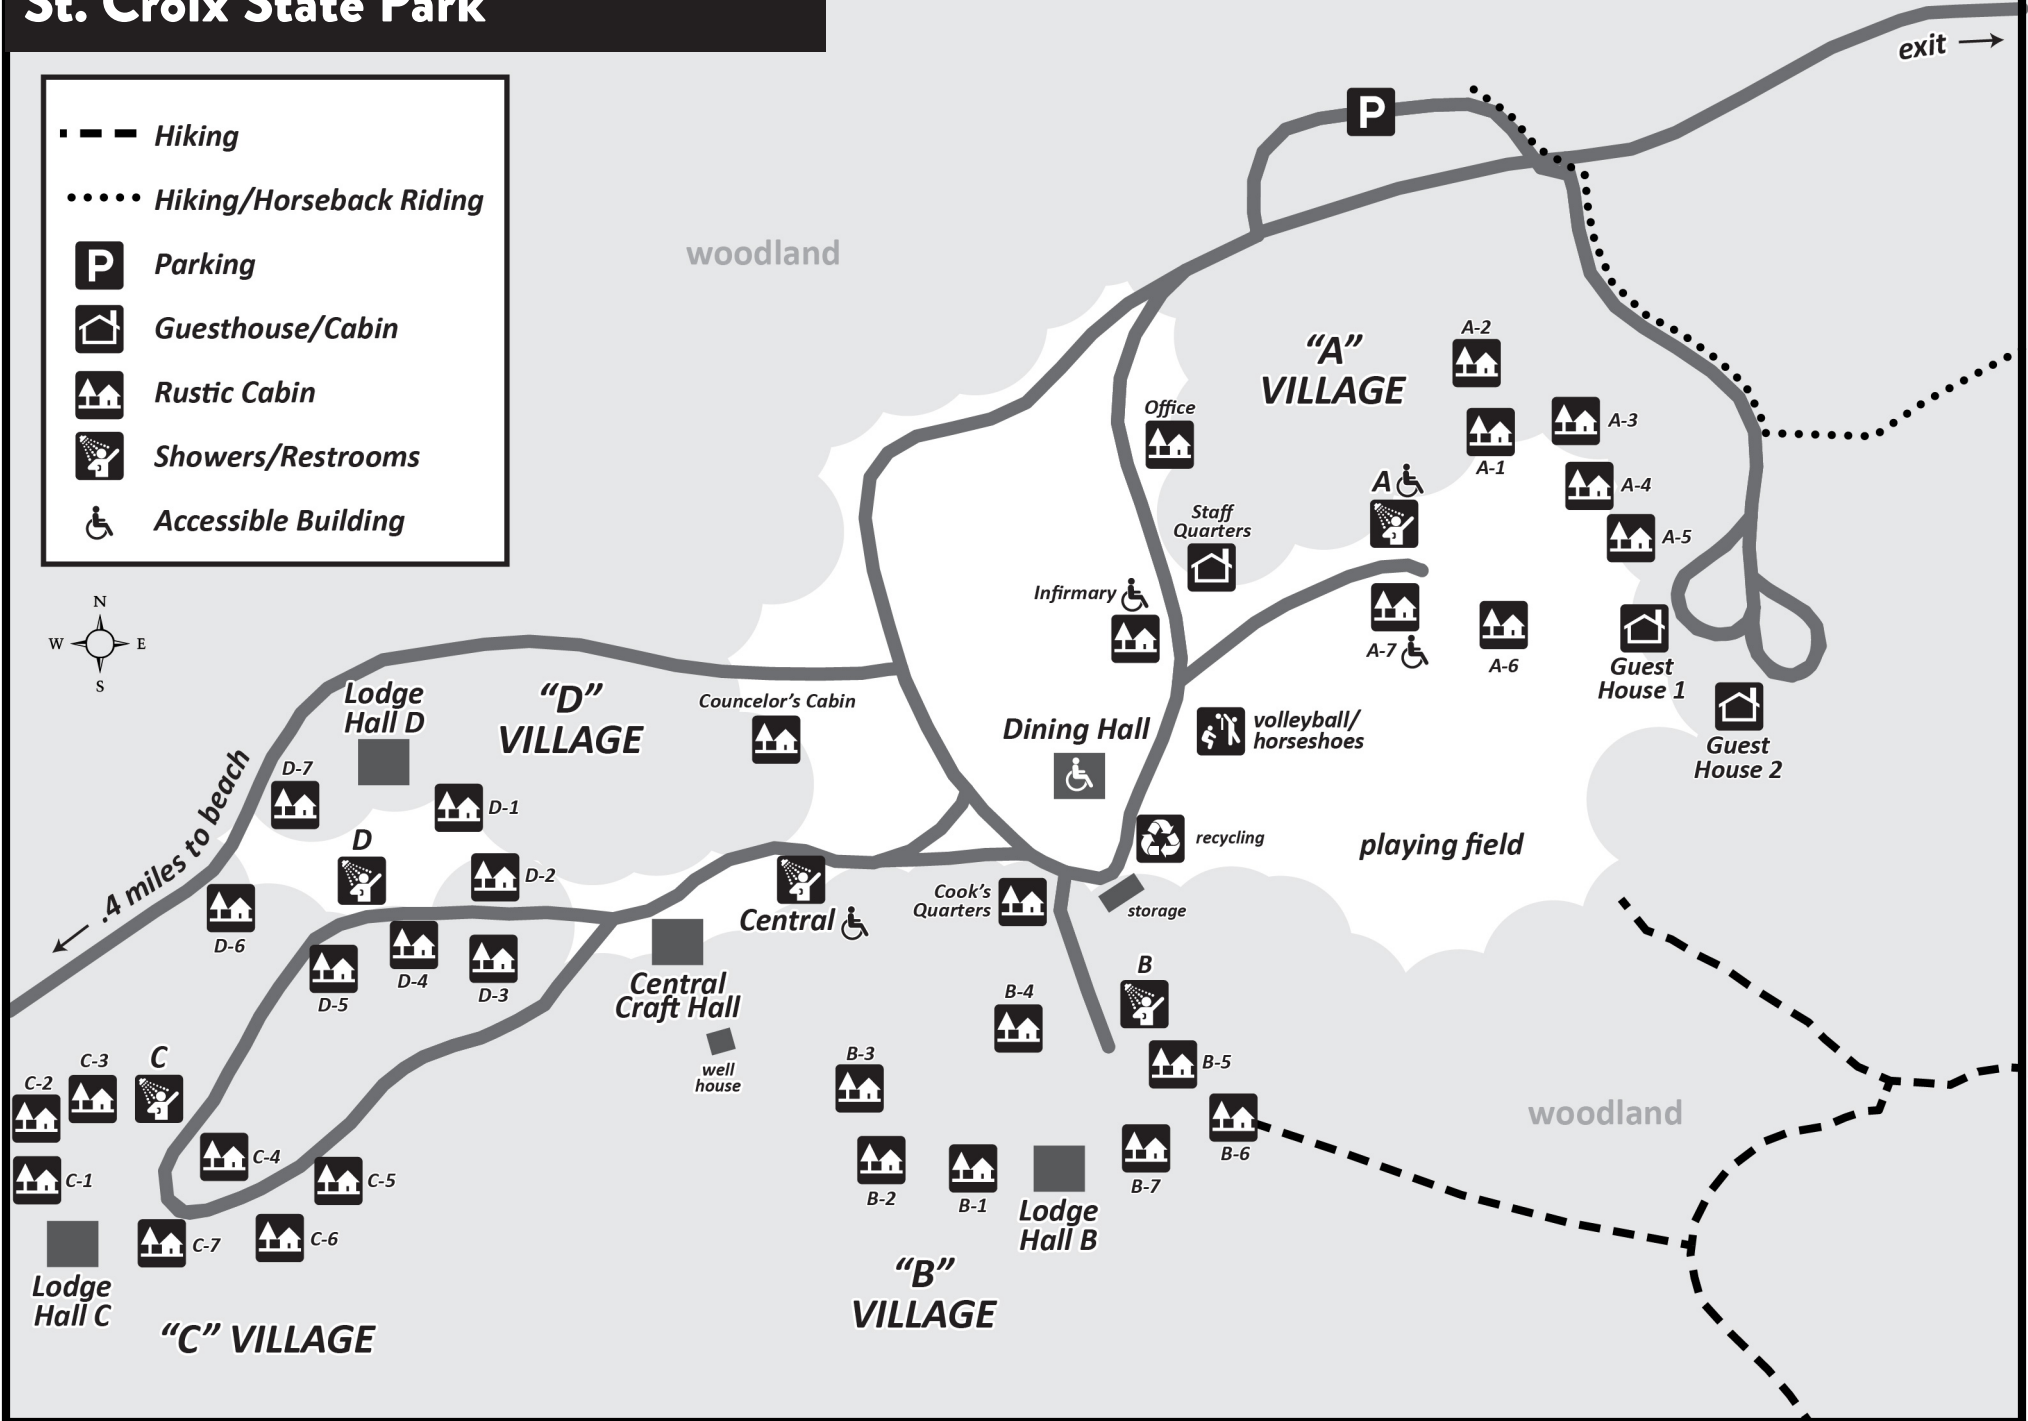 St. Croix State Park
exit
Hiking
Hiking/Horseback Riding
P Parking
Guesthouse/Cabin
Rustic Cabin
Showers/Restrooms
Accessible Building
P
woodland
N
W E
S
“A”
VILLAGE
A-2
A-1
A-3
A-4
A-5
A
A-7
A-6
Office
Staff
Quarters
Infirmary
Guest
House 1
Guest
House 2
Dining Hall
volleyball/
horseshoes
recycling
playing field
storage
Cook’s
Quarters
Councelor’s Cabin
“D”
VILLAGE
Lodge
Hall D
D-7
D-1
D
D-2
D-6
D-5
D-4
D-3
.4 miles to beach
Central
Central
Craft Hall
well
house
C-3
C
C-2
C-1
C-4
C-5
C-7
C-6
Lodge
Hall C
“C” VILLAGE
B
B-4
B-3
B-5
B-6
B-7
B-2
B-1
Lodge
Hall B
“B”
VILLAGE
woodland